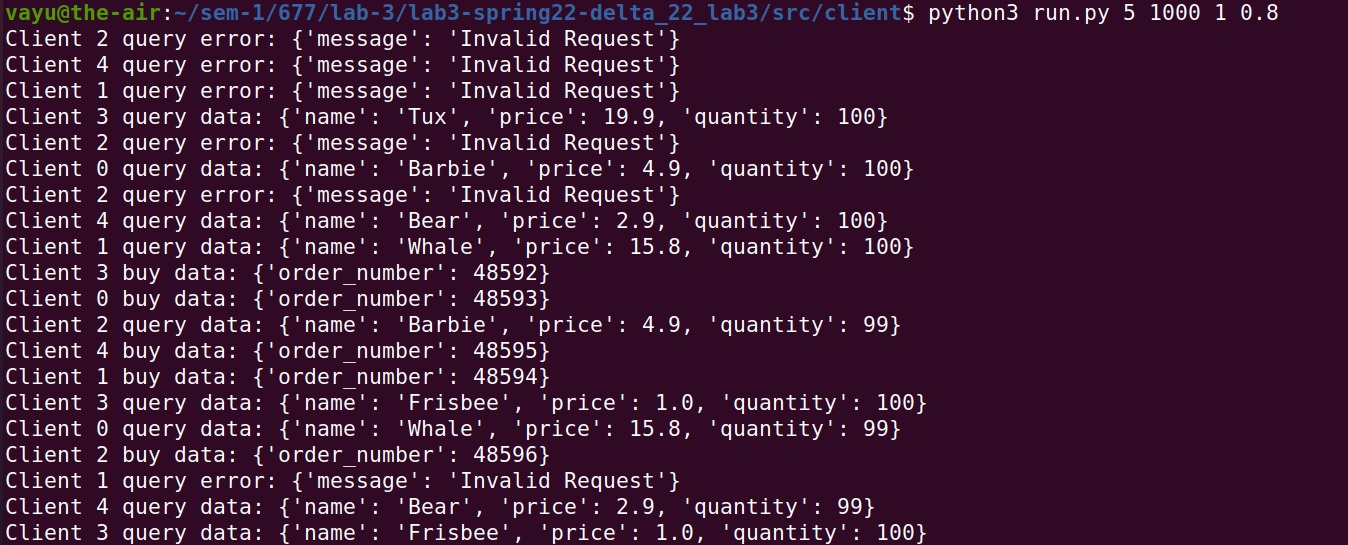 vayu@the-air:~/sem-1/677/lab-3/lab3-spring22-delta_22_lab3/src/client$ python3 run.py 5 1000 1 0.8
Client 2 query error: {'message': 'Invalid Request'}
Client 4 query error: {'message': 'Invalid Request'}
Client 1 query error: {'message': 'Invalid Request'}
Client 3 query data: {'name': 'Tux', 'price': 19.9, 'quantity': 100}
Client 2 query error: {'message': 'Invalid Request'}
Client 0 query data: {'name': 'Barbie', 'price': 4.9, 'quantity': 100}
Client 2 query error: {'message': 'Invalid Request'}
Client 4 query data: {'name': 'Bear', 'price': 2.9, 'quantity': 100}
Client 1 query data: {'name': 'Whale', 'price': 15.8, 'quantity': 100}
Client 3 buy data: {'order_number': 48592}
Client 0 buy data: {'order_number': 48593}
Client 2 query data: {'name': 'Barbie', 'price': 4.9, 'quantity': 99}
Client 4 buy data: {'order_number': 48595}
Client 1 buy data: {'order_number': 48594}
Client 3 query data: {'name': 'Frisbee', 'price': 1.0, 'quantity': 100}
Client 0 query data: {'name': 'Whale', 'price': 15.8, 'quantity': 99}
Client 2 buy data: {'order_number': 48596}
Client 1 query error: {'message': 'Invalid Request'}
Client 4 query data: {'name': 'Bear', 'price': 2.9, 'quantity': 99}
Client 3 query data: {'name': 'Frisbee', 'price': 1.0, 'quantity': 100}